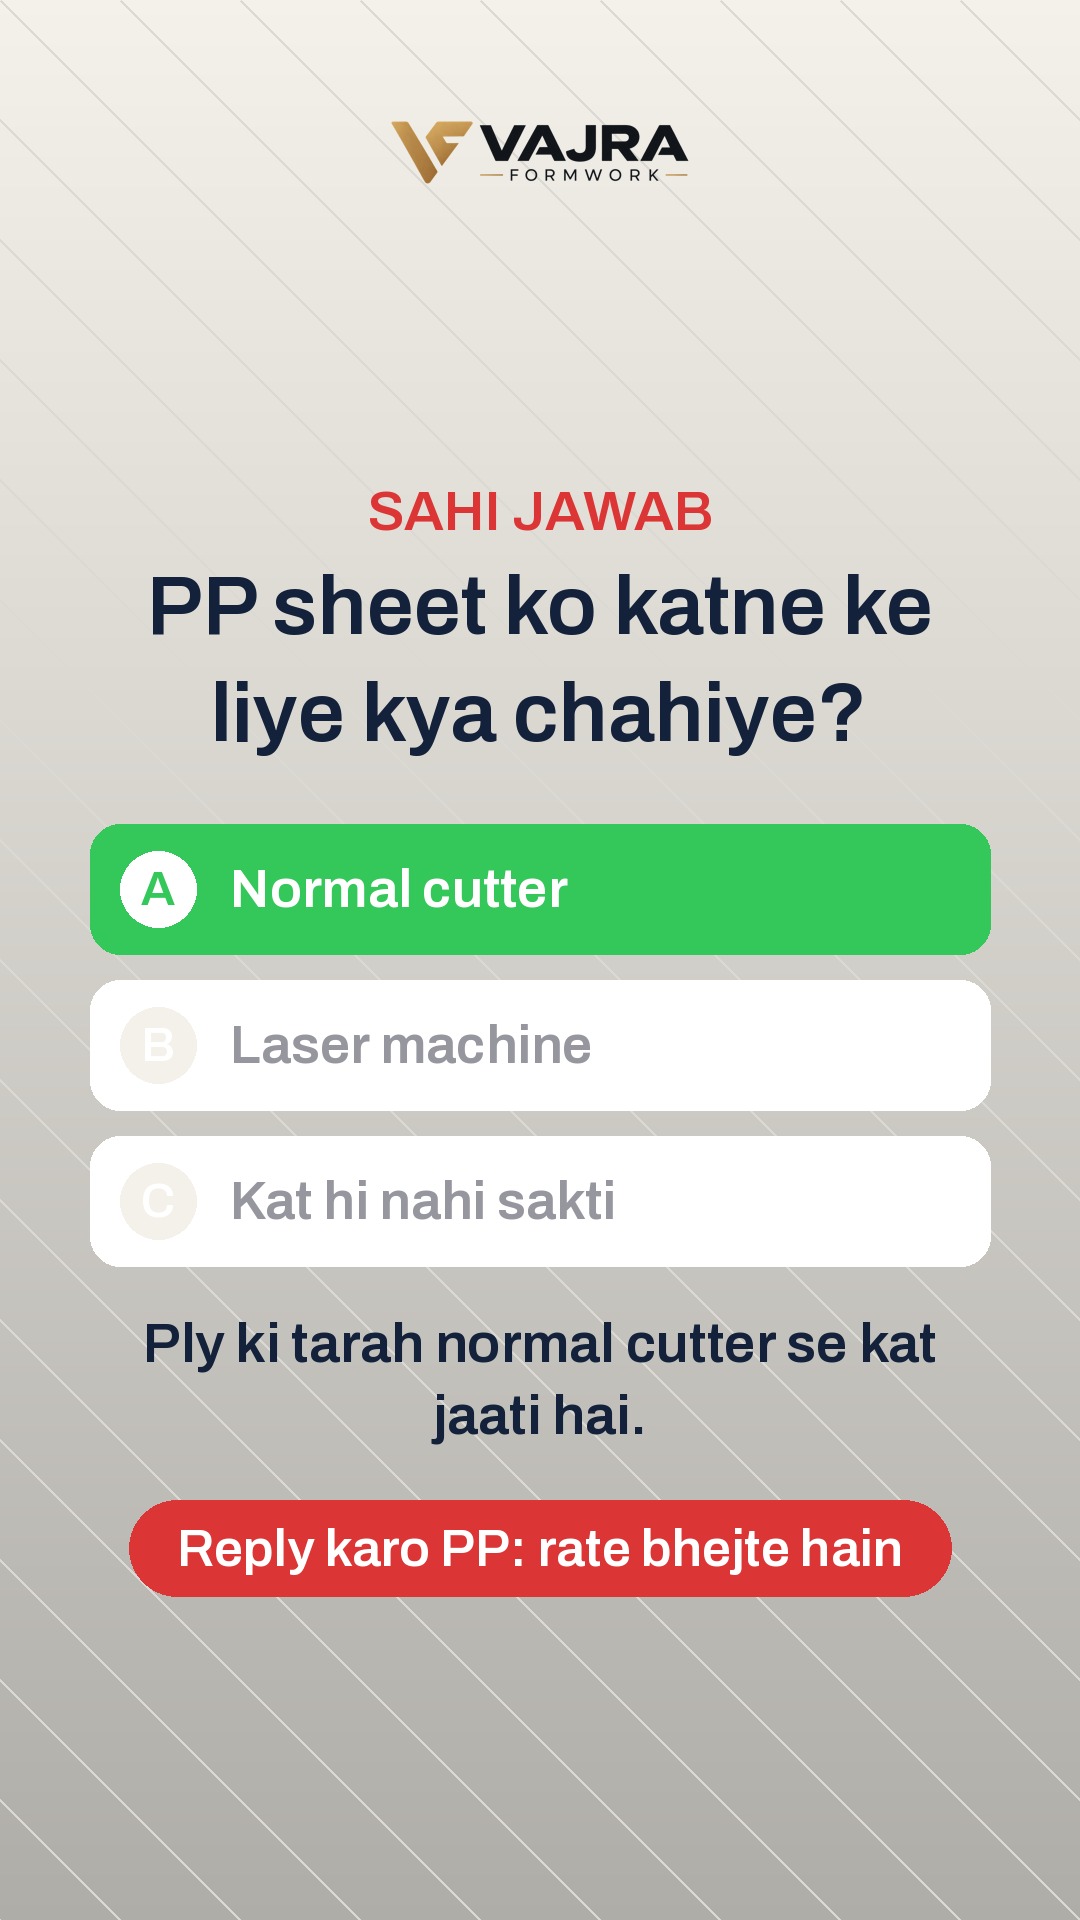 VAJRA
FORMWORK
SAHI JAWAB
PP sheet ko katne ke
liye kya chahiye?
A Normal cutter
B Laser machine
C Kat hi nahi sakti
Ply ki tarah normal cutter se kat
jaati hai.
Reply karo PP: rate bhejte hain